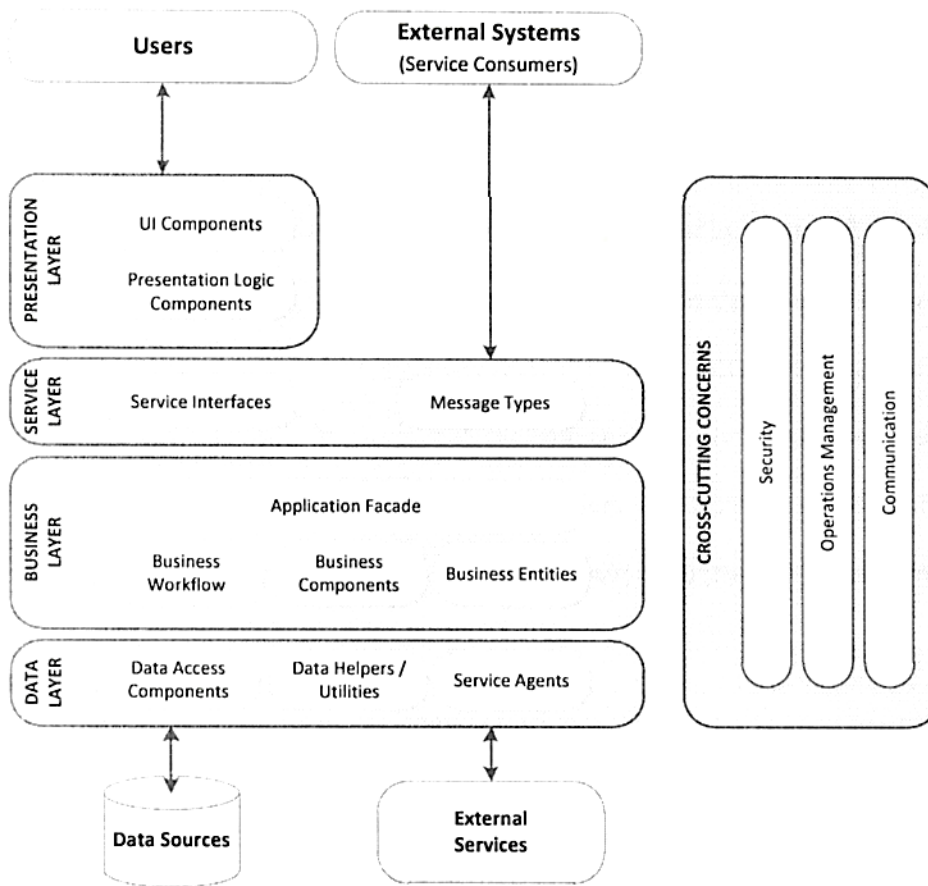 Users
External Systems
(Service Consumers)
PRESENTATION
LAYER
UI Components
Presentation Logic
Components
SERVICE
LAYER
Service Interfaces
Message Types
BUSINESS
LAYER
Application Facade
Business
Workflow
Business
Components
Business Entities
DATA
LAYER
Data Access
Components
Data Helpers /
Utilities
Service Agents
Data Sources
External
Services
CROSS-CUTTING CONCERNS
Security
Operations Management
Communication